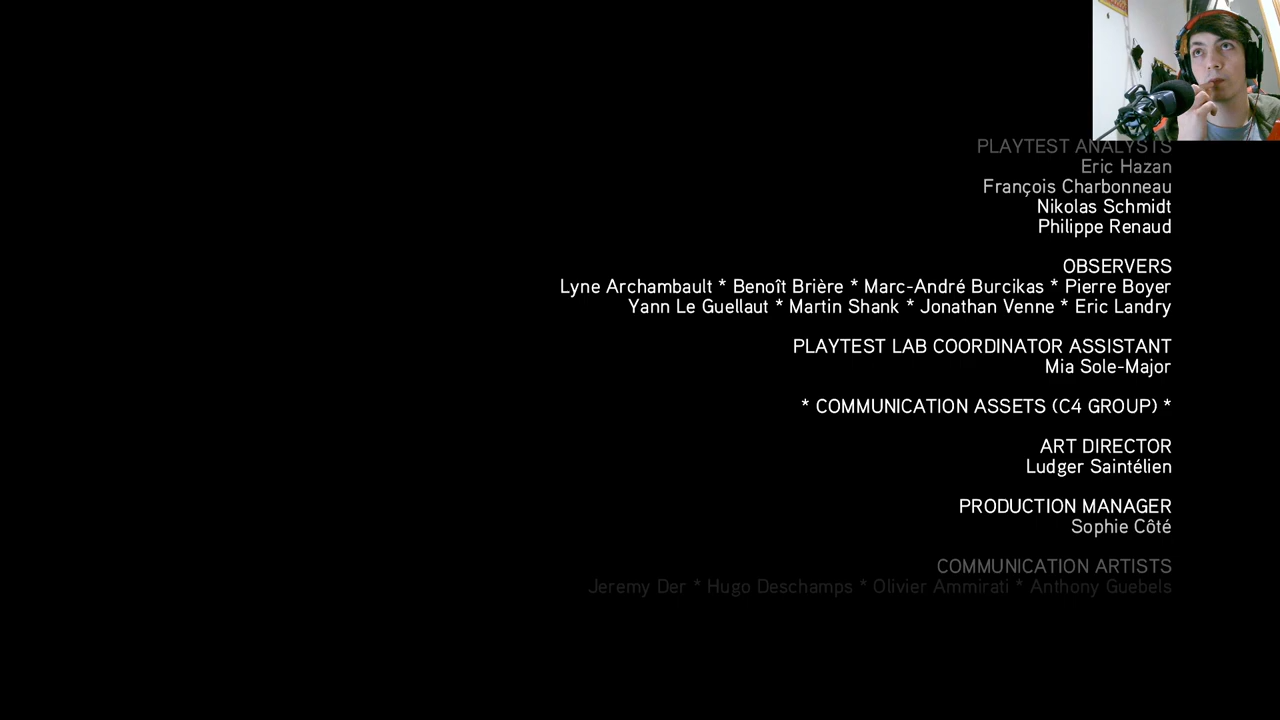 PLAYTEST ANALYSTS
Eric Hazan
François Charbonneau
Nikolas Schmidt
Philippe Renaud
OBSERVERS
Lyne Archambault * Benoît Brière * Marc-André Burcikas * Pierre Boyer
Yann Le Guellaut * Martin Shank * Jonathan Venne * Eric Landry
PLAYTEST LAB COORDINATOR ASSISTANT
Mia Sole-Major
* COMMUNICATION ASSETS (C4 GROUP) *
ART DIRECTOR
Ludger Saintélien
PRODUCTION MANAGER
Sophie Côté
COMMUNICATION ARTISTS
Jeremy Der * Hugo Deschamps * Olivier Ammirati * Anthony Guebels